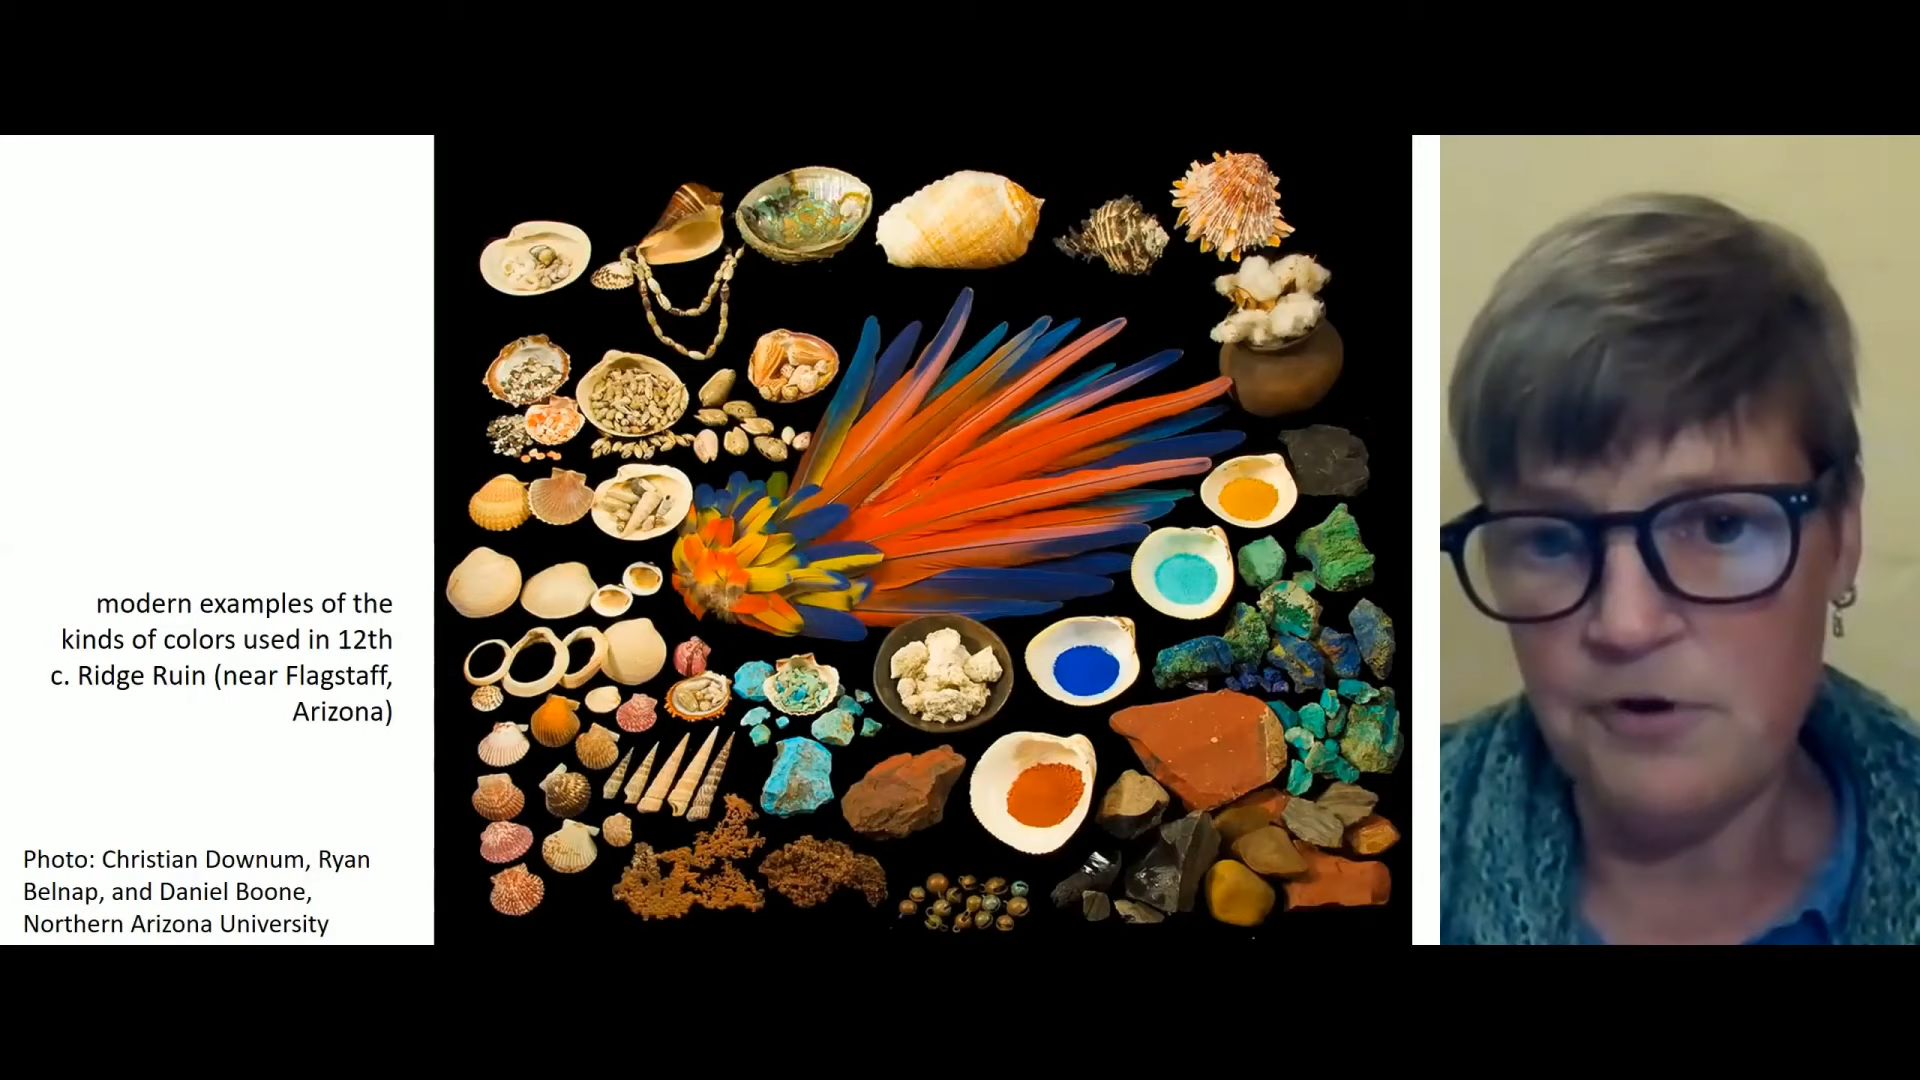 modern examples of the
kinds of colors used in 12th
c. Ridge Ruin (near Flagstaff,
Arizona)
Photo: Christian Downum, Ryan
Belnap, and Daniel Boone,
Northern Arizona University